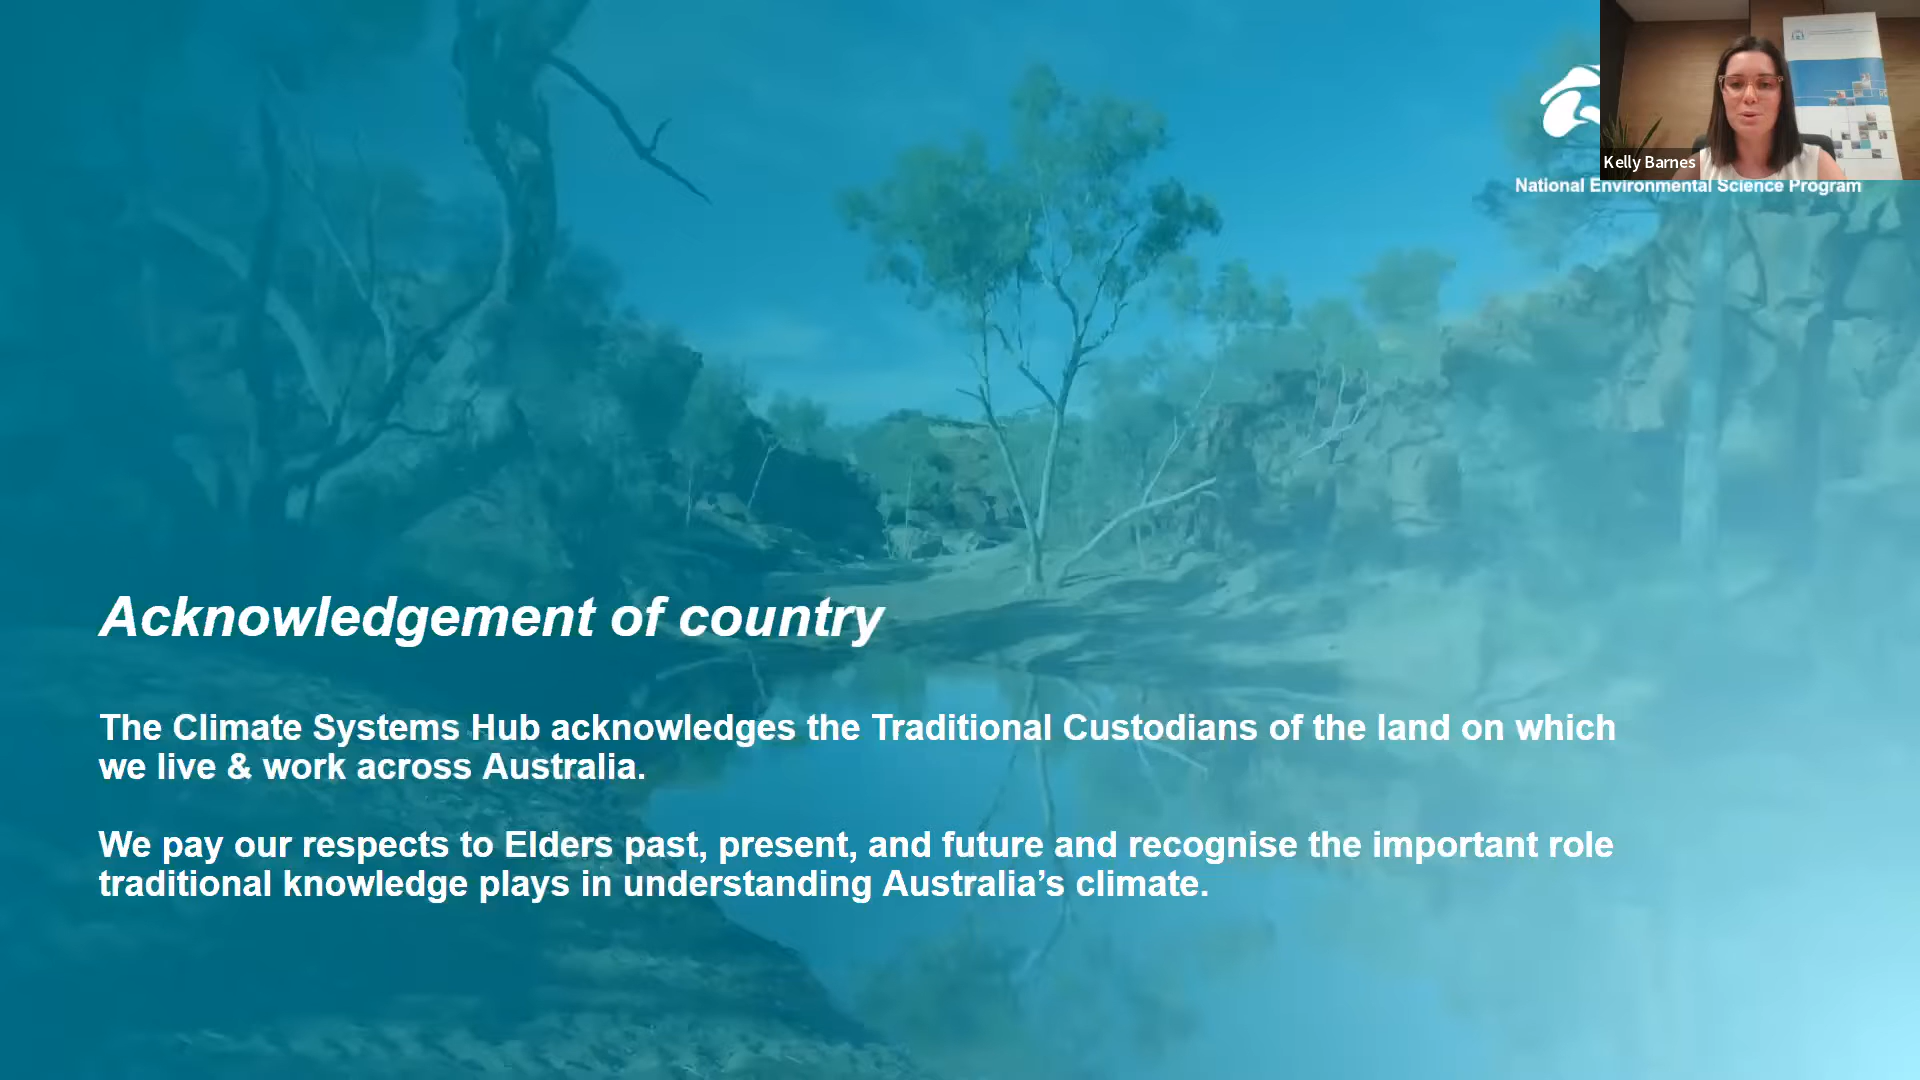 Kelly Barnes
National Environmental Science Program
Acknowledgement of country
The Climate Systems Hub acknowledges the Traditional Custodians of the land on which
we live & work across Australia.
We pay our respects to Elders past, present, and future and recognise the important role
traditional knowledge plays in understanding Australia’s climate.